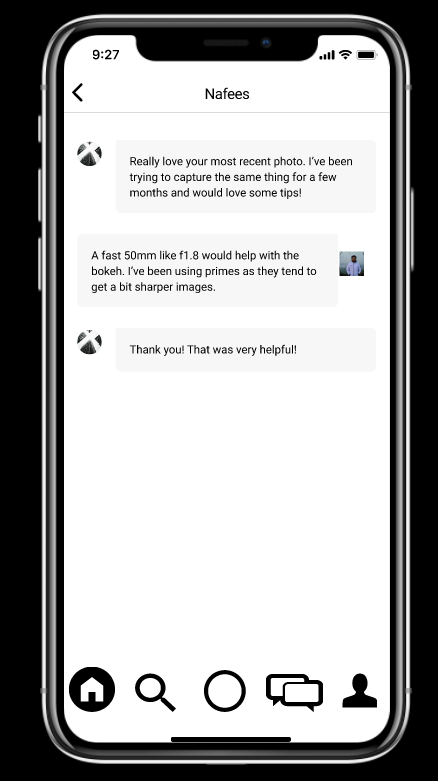 9:27
Nafees
Really love your most recent photo. I’ve been
trying to capture the same thing for a few
months and would love some tips!
A fast 50mm like f1.8 would help with the
bokeh. I’ve been using primes as they tend to
get a bit sharper images.
Thank you! That was very helpful!